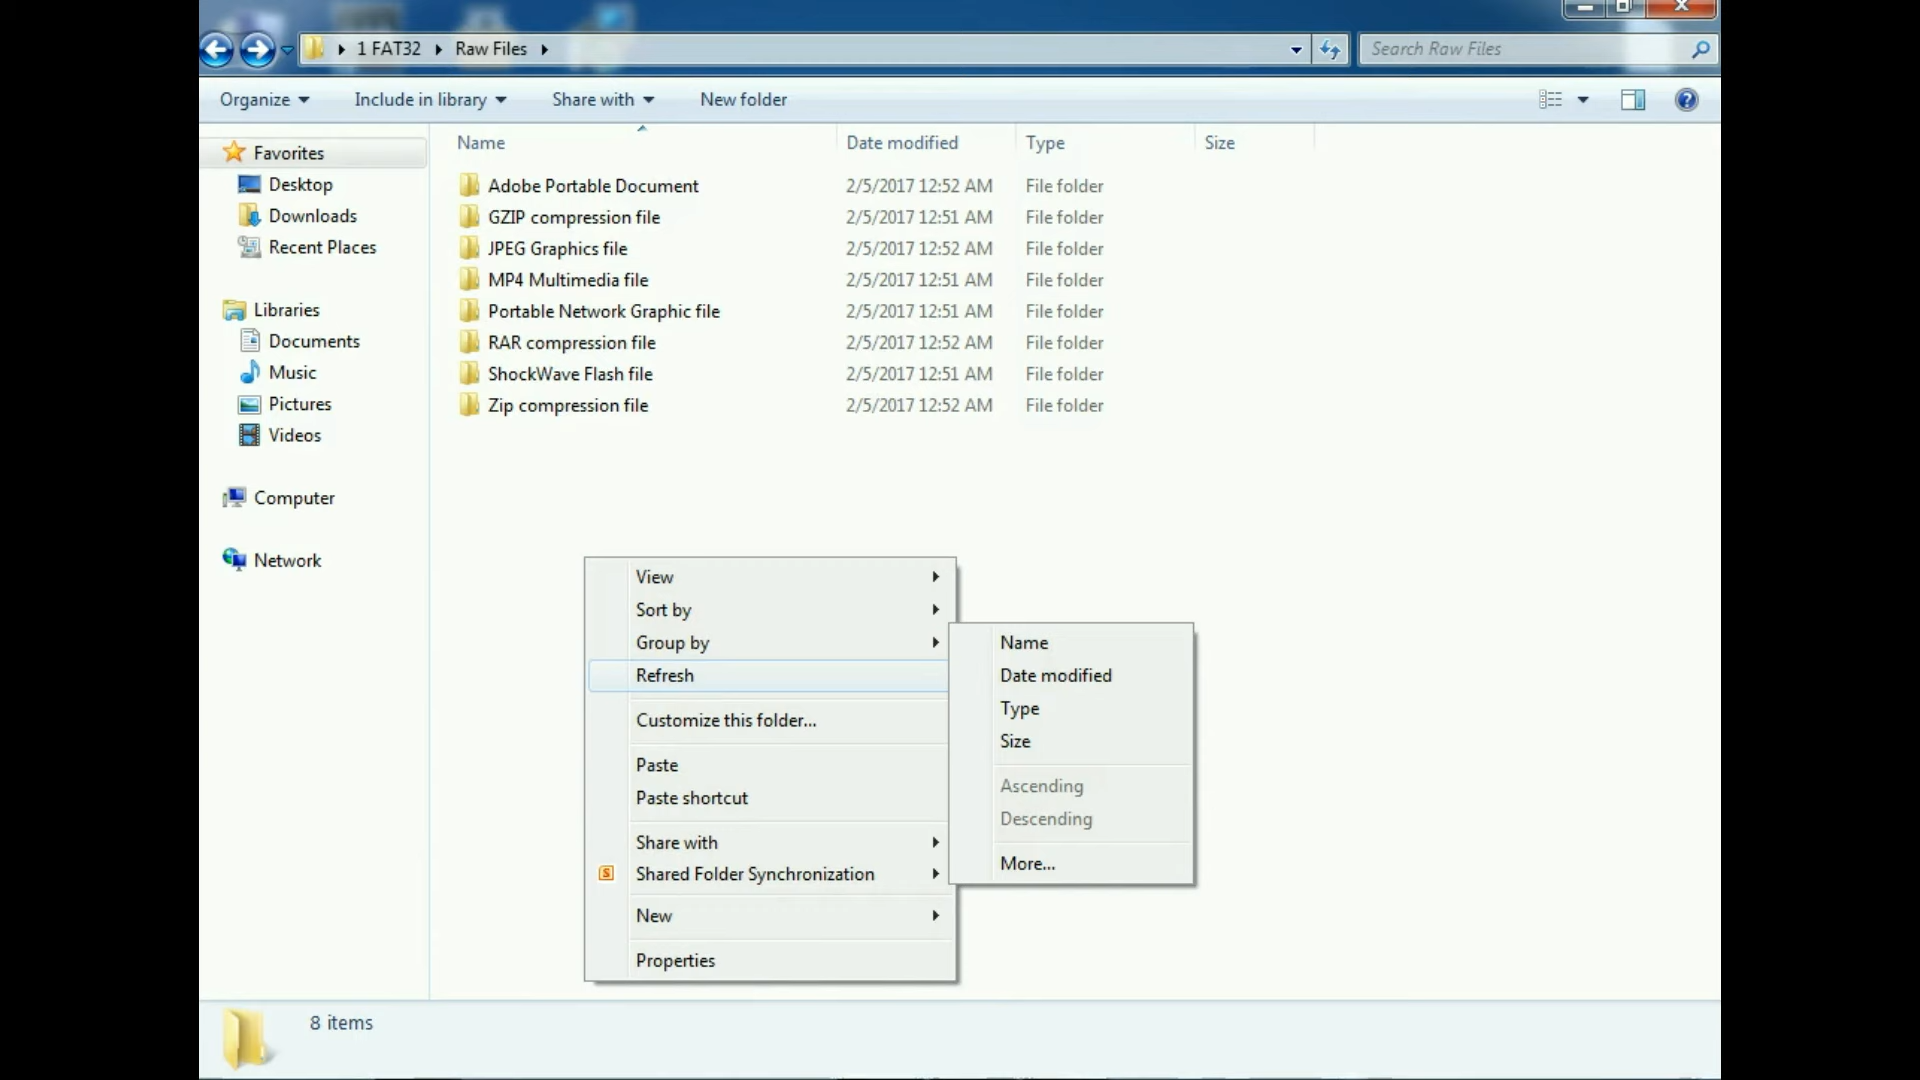 1 FAT32 Raw Files
Search Raw Files
Organize Include in library Share with New folder
Name Date modified Type Size
Favorites
Desktop
Downloads
Recent Places
Libraries
Documents
Music
Pictures
Videos
Computer
Network
Adobe Portable Document 2/5/2017 12:52 AM File folder
GZIP compression file 2/5/2017 12:51 AM File folder
JPEG Graphics file 2/5/2017 12:52 AM File folder
MP4 Multimedia file 2/5/2017 12:51 AM File folder
Portable Network Graphic file 2/5/2017 12:51 AM File folder
RAR compression file 2/5/2017 12:52 AM File folder
ShockWave Flash file 2/5/2017 12:51 AM File folder
Zip compression file 2/5/2017 12:52 AM File folder
View
Sort by
Group by
Refresh
Customize this folder...
Paste
Paste shortcut
Share with
S Shared Folder Synchronization
New
Properties
Name
Date modified
Type
Size
Ascending
Descending
More...
8 items